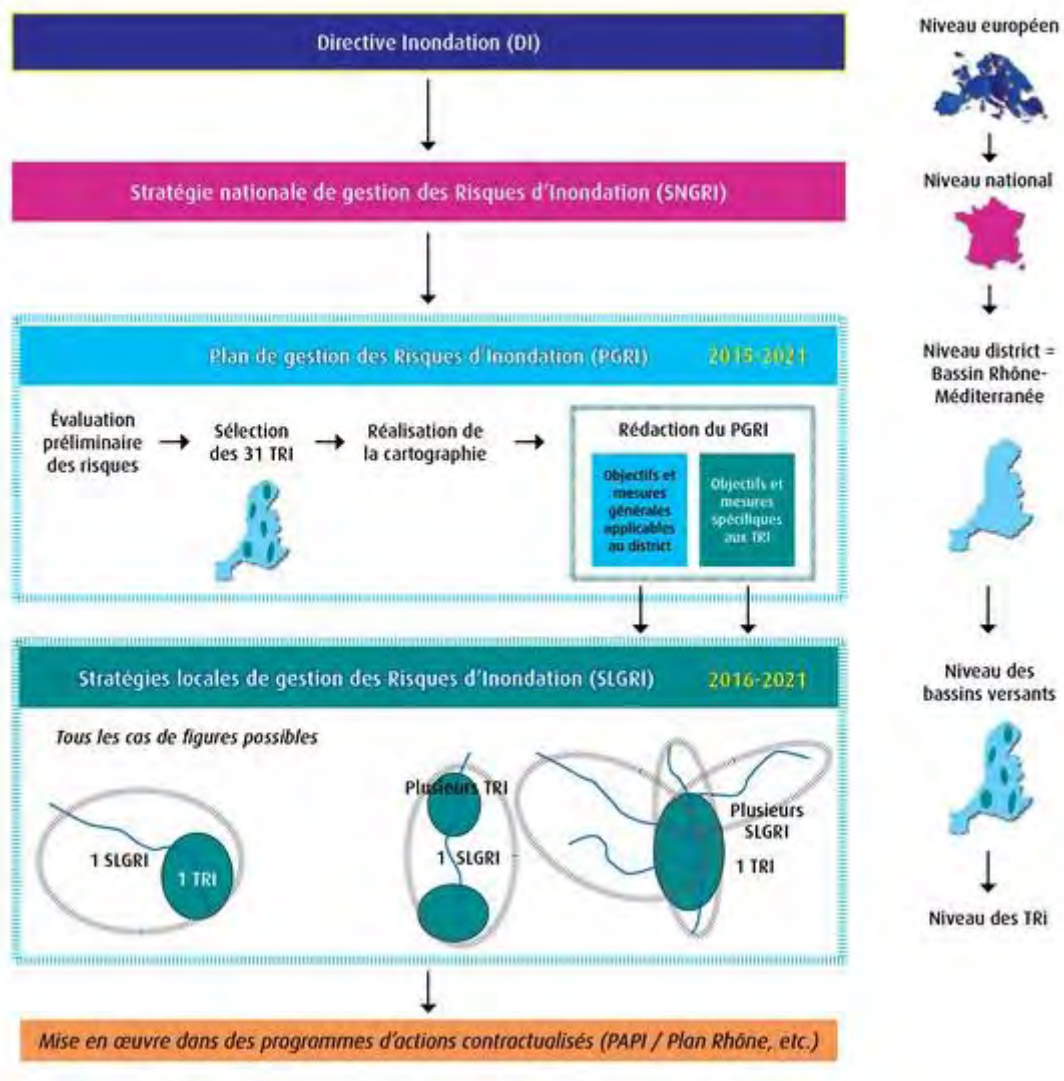 Directive Inondation (DI)
Stratégie nationale de gestion des Risques d'Inondation (SNGRI)
Plan de gestion des Risques d'Inondation (PGRI) 2015-2021
Évaluation
préliminaire
des risques
Sélection
des 31 TRI
Réalisation de
la cartographie
Rédaction du PGRI
Objectifs et
mesures
générales
applicables
au district
Objectifs et
mesures
spécifiques
aux TRI
Stratégies locales de gestion des Risques d'Inondation (SLGRI) 2016-2021
Tous les cas de figures possibles
1 SLGRI
1 TRI
Plusieurs TRI
1 SLGRI
Plusieurs
SLGRI
1 TRI
Mise en œuvre dans des programmes d'actions contractualisés (PAPI / Plan Rhône, etc.)
Niveau européen
Niveau national
Niveau district =
Bassin Rhône-
Méditerranée
Niveau des
bassins versants
Niveau des TRi